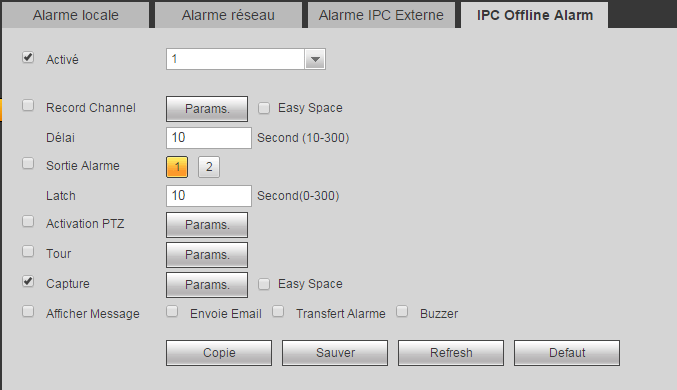 Alarme locale Alarme réseau Alarme IPC Externe IPC Offline Alarm
Activé 1
Record Channel Params. Easy Space
Délai 10 Second (10-300)
Sortie Alarme 1 2
Latch 10 Second(0-300)
Activation PTZ Params.
Tour Params.
Capture Params. Easy Space
Afficher Message Envoie Email Transfert Alarme Buzzer
Copie Sauver Refresh Defaut